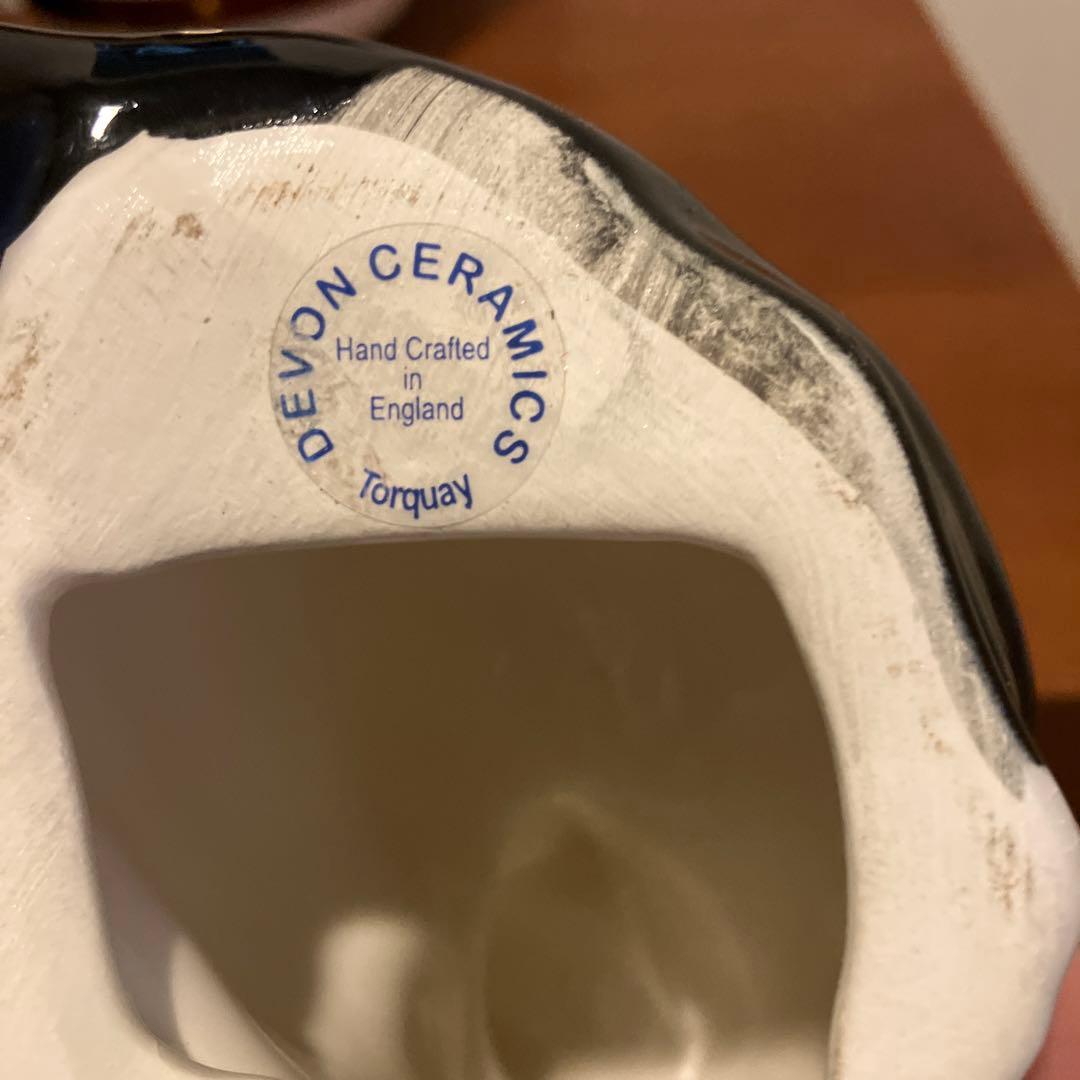 DEVON CERAMICS
Hand Crafted
in
England
Torquay